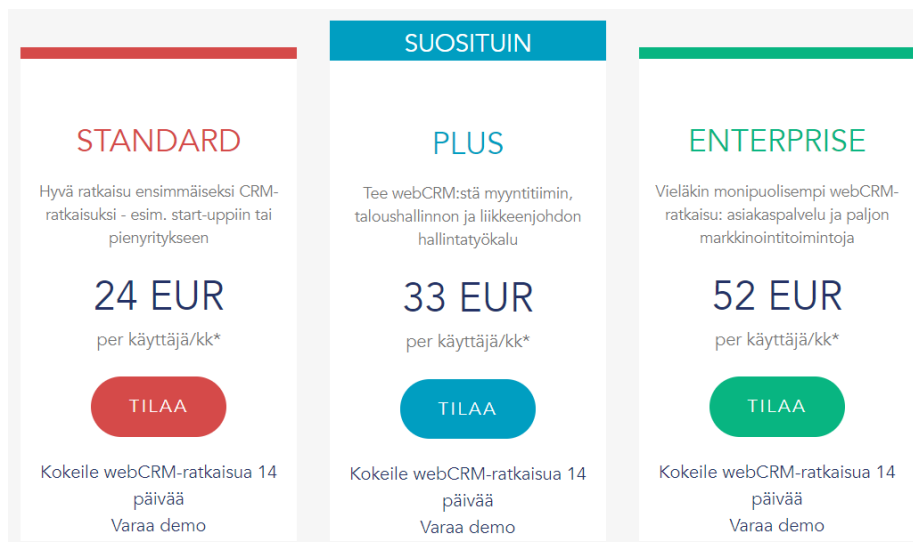 STANDARD
Hyvä ratkaisu ensimmäiseksi CRM-
ratkaisuksi - esim. start-uppiin tai
pienyritykseen
24 EUR
per käyttäjä/kk*
TILAA
Kokeile webCRM-ratkaisua 14
päivää
Varaa demo
SUOSITUIN
PLUS
Tee webCRM:stä myyntitiimin,
taloushallinnon ja liikkeenjohdon
hallintatyökalu
33 EUR
per käyttäjä/kk*
TILAA
Kokeile webCRM-ratkaisua 14
päivää
Varaa demo
ENTERPRISE
Vieläkin monipuolisempi webCRM-
ratkaisu: asiakaspalvelu ja paljon
markkinointitoimintoja
52 EUR
per käyttäjä/kk*
TILAA
Kokeile webCRM-ratkaisua 14
päivää
Varaa demo